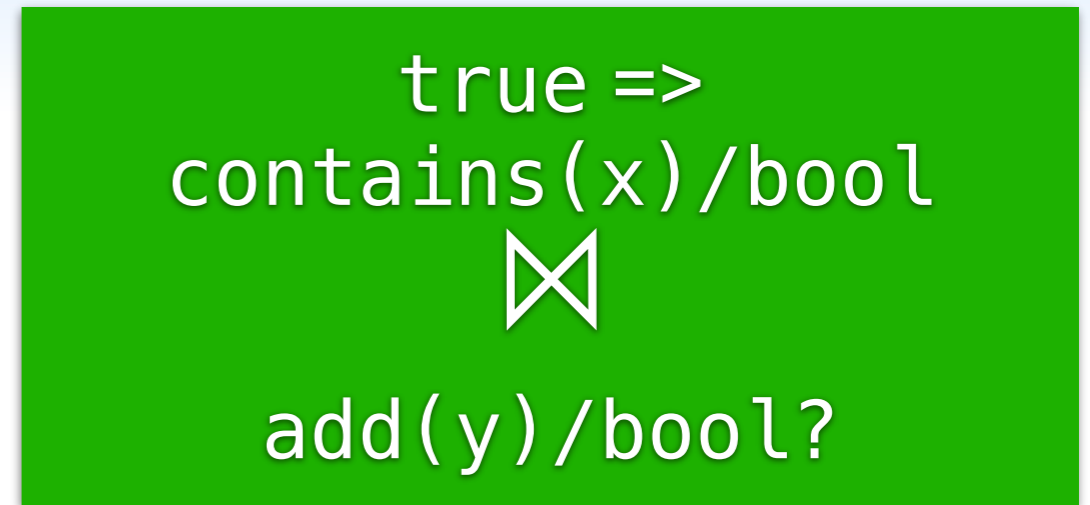 true =>
contains(x)/bool
⋈
add(y)/bool?